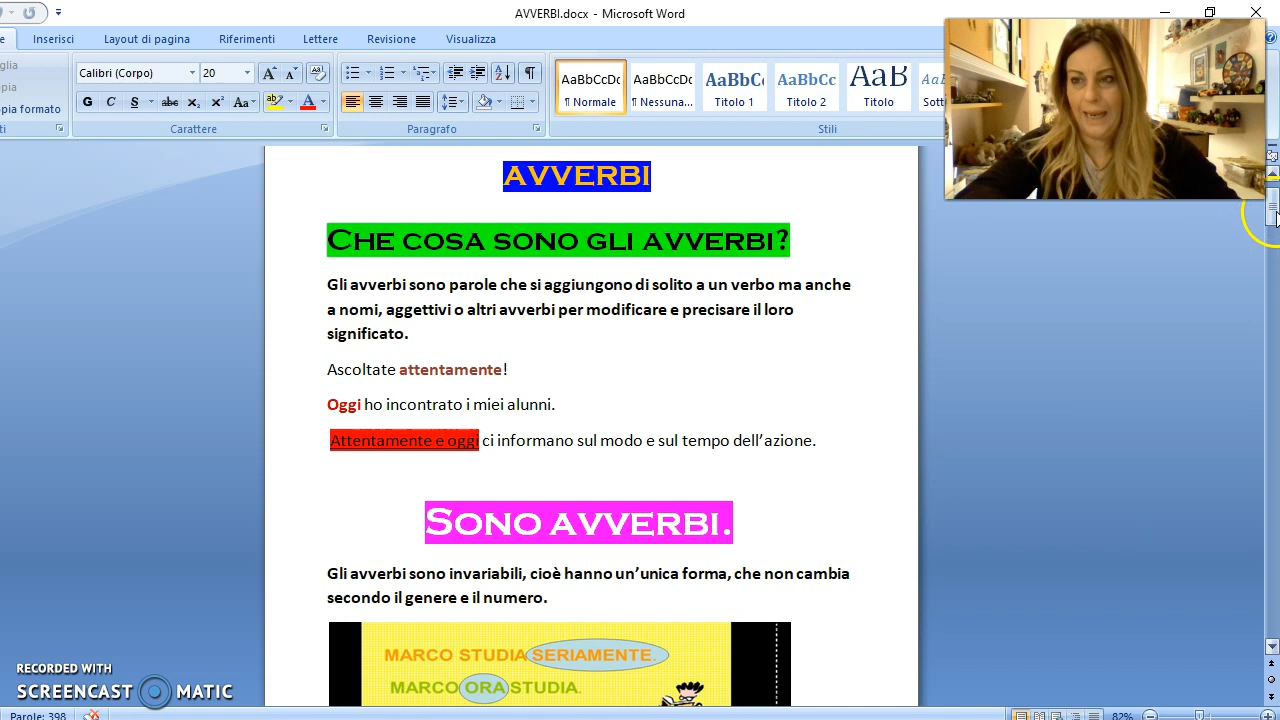 AVVERBI.docx - Microsoft Word
Inserisci Layout di pagina Riferimenti Lettere Revisione Visualizza
Calibri (Corpo) 20
pia formato
G C S abc x₂ x² Aa
AaBbCcDc AaBbCcDc AaBbC AaBbCc AaB
¶ Normale ¶ Nessuna... Titolo 1 Titolo 2 Titolo
Carattere Paragrafo Stili
AVVERBI
CHE COSA SONO GLI AVVERBI?
Gli avverbi sono parole che si aggiungono di solito a un verbo ma anche
a nomi, aggettivi o altri avverbi per modificare e precisare il loro
significato.
Ascoltate attentamente!
Oggi ho incontrato i miei alunni.
Attentamente e oggi ci informano sul modo e sul tempo dell’azione.
SONO AVVERBI.
Gli avverbi sono invariabili, cioè hanno un’unica forma, che non cambia
secondo il genere e il numero.
MARCO STUDIA SERIAMENTE.
MARCO ORA STUDIA.
RECORDED WITH
SCREENCAST MATIC
Parole: 398 82%